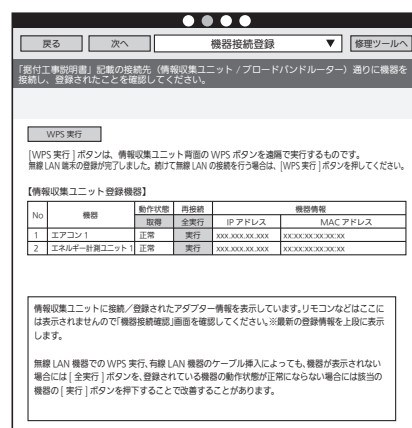 戻る 次へ 機器接続登録 ▼ 修理ツールへ
「据付工事説明書」記載の接続先（情報収集ユニット / ブロードバンドルーター）通りに機器を
接続し、登録されたことを確認してください。
WPS 実行
[WPS 実行 ] ボタンは、情報収集ユニット背面の WPS ボタンを遠隔で実行するものです。
無線 LAN 端末の登録が完了しました。続けて無線 LAN の接続を行う場合は、[WPS 実行 ] ボタンを押してください。
【情報収集ユニット登録機器】
No 機器 動作状態 再接続 機器情報
取得 全実行 IP アドレス MAC アドレス
1 エアコン 1 正常 実行 xxx.xxx.xx.xxx xx:xx:xx:xx:xx:xx
2 エネルギー計測ユニット 1 正常 実行 xxx.xxx.xx.xxx xx:xx:xx:xx:xx:xx
情報収集ユニットに接続／登録されたアダプター情報を表示しています。リモコンなどはここに
は表示されませんので「機器接続確認」画面を確認してください。※最新の登録情報を上段に表示
します。
無線 LAN 機器での WPS 実行、有線 LAN 機器のケーブル挿入によっても、機器が表示されない
場合には [ 全実行 ] ボタンを、登録されている機器の動作状態が正常にならない場合には該当の
機器の [ 実行 ] ボタンを押下することで改善することがあります。